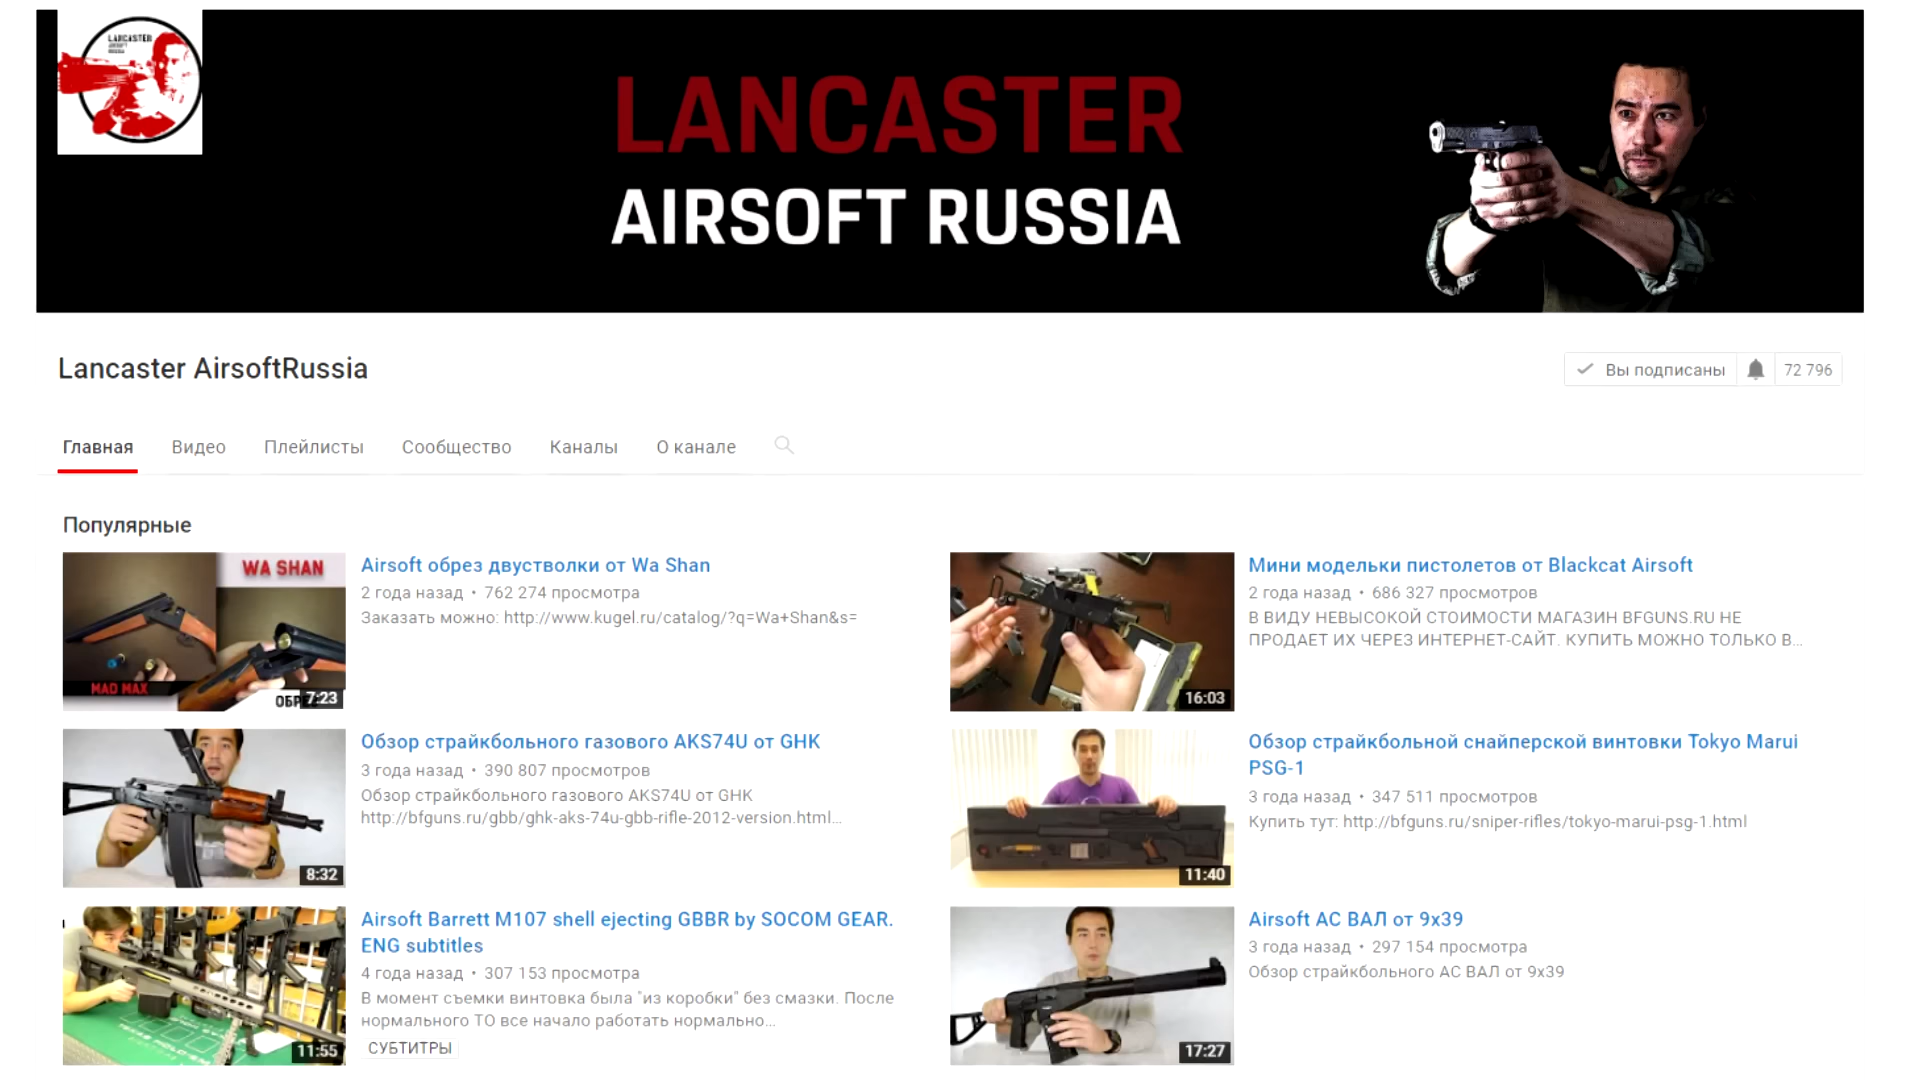 LANCASTER
AIRSOFT
RUSSIA
LANCASTER
AIRSOFT RUSSIA
Lancaster AirsoftRussia
Вы подписаны 72 796
Главная Видео Плейлисты Сообщество Каналы О канале
Популярные
WA SHAN
MAD MAX
7:23
Airsoft обрез двустволки от Wa Shan
2 года назад • 762 274 просмотра
Заказать можно: http://www.kugel.ru/catalog/?q=Wa+Shan&s=
16:03
Мини модельки пистолетов от Blackcat Airsoft
2 года назад • 686 327 просмотров
В ВИДУ НЕВЫСОКОЙ СТОИМОСТИ МАГАЗИН BFGUNS.RU НЕ
ПРОДАЕТ ИХ ЧЕРЕЗ ИНТЕРНЕТ-САЙТ. КУПИТЬ МОЖНО ТОЛЬКО В...
8:32
Обзор страйкбольного газового AKS74U от GHK
3 года назад • 390 807 просмотров
Обзор страйкбольного газового AKS74U от GHK
http://bfguns.ru/gbb/ghk-aks-74u-gbb-rifle-2012-version.html...
11:40
Обзор страйкбольной снайперской винтовки Tokyo Marui
PSG-1
3 года назад • 347 511 просмотров
Купить тут: http://bfguns.ru/sniper-rifles/tokyo-marui-psg-1.html
11:55
Airsoft Barrett M107 shell ejecting GBBR by SOCOM GEAR.
ENG subtitles
4 года назад • 307 153 просмотра
В момент съемки винтовка была "из коробки" без смазки. После
нормального ТО все начало работать нормально...
СУБТИТРЫ
17:27
Airsoft АС ВАЛ от 9x39
3 года назад • 297 154 просмотра
Обзор страйкбольного АС ВАЛ от 9x39